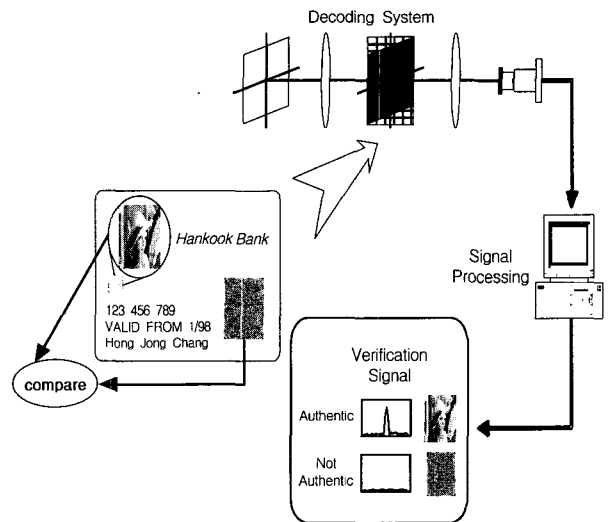 Decoding System
Hankook Bank
123 456 789
VALID FROM 1/98
Hong Jong Chang
compare
Signal
Processing
Verification
Signal
Authentic
Not
Authentic